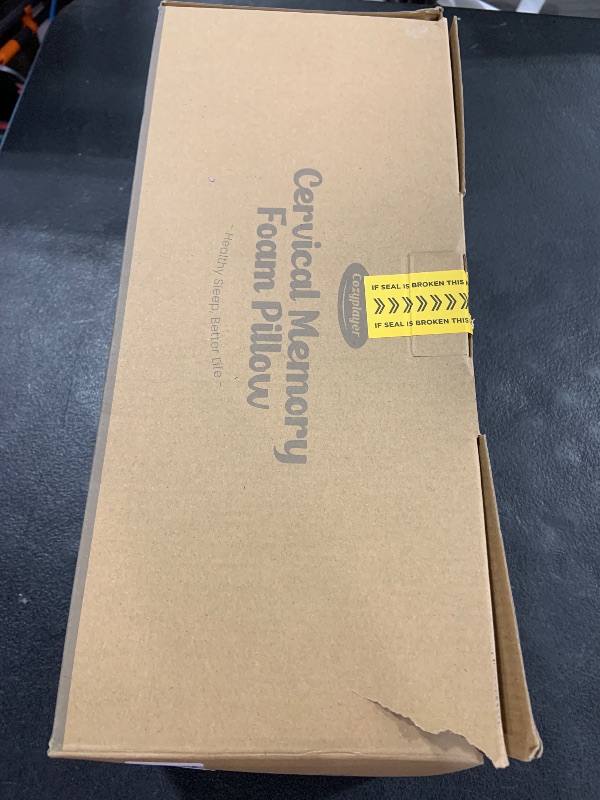 Cozyplayer
Cervical Memory
Foam Pillow
~ Healthy Sleep, Better Life ~
IF SEAL IS BROKEN THIS
IF SEAL IS BROKEN THIS